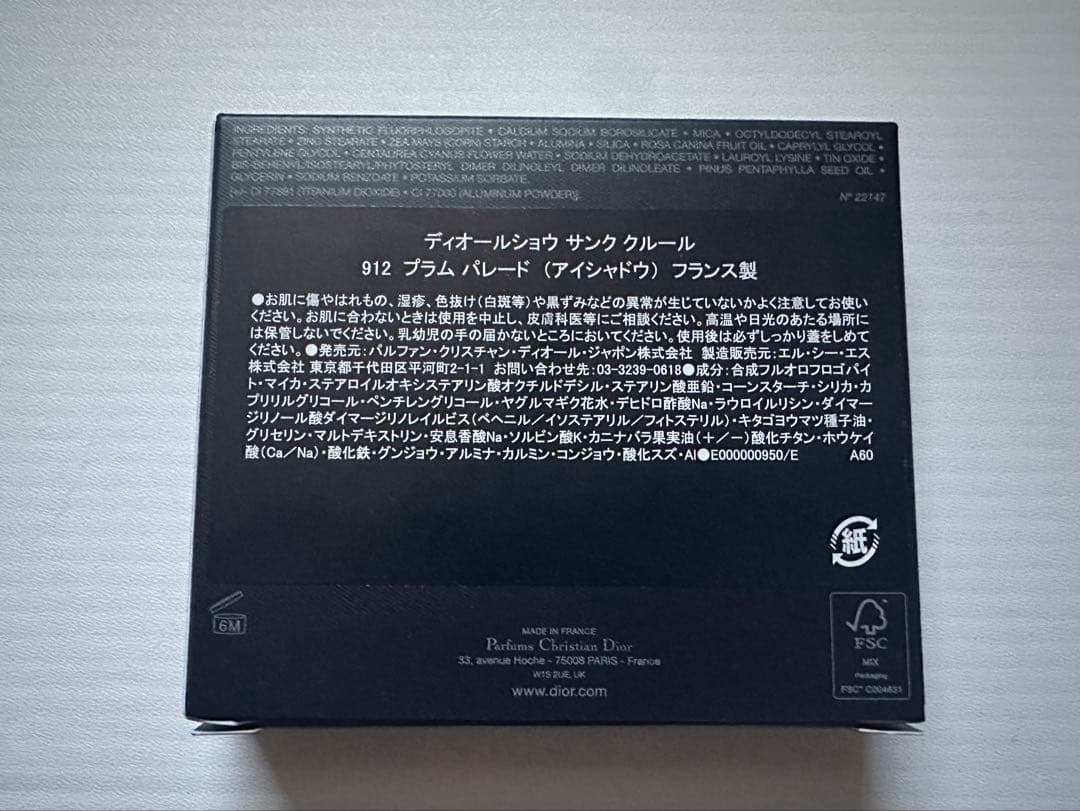 INGREDIENTS: SYNTHETIC FLUORPHLOGOPITE • CALCIUM SODIUM BOROSILICATE • MICA • OCTYLDODECYL STEAROYL
STEARATE • ZINC STEARATE • ZEA MAYS (CORN) STARCH • ALUMINA • SILICA • ROSA CANINA FRUIT OIL • CAPRYLYL GLYCOL •
PENTYLENE GLYCOL • CENTAUREA CYANUS FLOWER WATER • SODIUM DEHYDROACETATE • LAUROYL LYSINE • TIN OXIDE •
BIS-BEHENYL/ISOSTEARYL/PHYTOSTERYL DIMER DILINOLEYL DIMER DILINOLEATE • PINUS PENTAPHYLLA SEED OIL •
GLYCERIN • SODIUM BENZOATE • POTASSIUM SORBATE.
[+/- CI 77891 (TITANIUM DIOXIDE) • CI 77000 (ALUMINUM POWDER)]
N° 22147
ディオールショウ サンク クルール
912 プラム パレード (アイシャドウ) フランス製
●お肌に傷やはれもの、湿疹、色抜け(白斑等)や黒ずみなどの異常が生じていないかよく注意してお使い
ください。お肌に合わないときは使用を中止し、皮膚科医等にご相談ください。高温や日光のあたる場所に
は保管しないでください。乳幼児の手の届かないところにおいてください。使用後は必ずしっかり蓋をしめて
ください。●発売元:パルファン・クリスチャン・ディオール・ジャポン株式会社 製造販売元:エル・シー・エス
株式会社 東京都千代田区平河町2-1-1 お問い合わせ先:03-3239-0618●成分:合成フルオロフロゴパイ
ト・マイカ・ステアロイルオキシステアリン酸オクチルドデシル・ステアリン酸亜鉛・コーンスターチ・シリカ・カ
プリリルグリコール・ペンチレングリコール・ヤグルマギク花水・デヒドロ酢酸Na・ラウロイルリシン・ダイマー
ジリノール酸ダイマージリノレイルビス(ベヘニル/イソステアリル/フィトステリル)・キタゴヨウマツ種子油・
グリセリン・マルトデキストリン・安息香酸Na・ソルビン酸K・カニナバラ果実油(+/-)酸化チタン・ホウケイ
酸(Ca/Na)・酸化鉄・グンジョウ・アルミナ・カルミン・コンジョウ・酸化スズ・Al●E000000950/E A60
紙
6M
MADE IN FRANCE
Parfums Christian Dior
33, avenue Hoche - 75008 PARIS - France
W1S 2UE, UK
www.dior.com
FSC
MIX
Packaging
FSC™ C004651